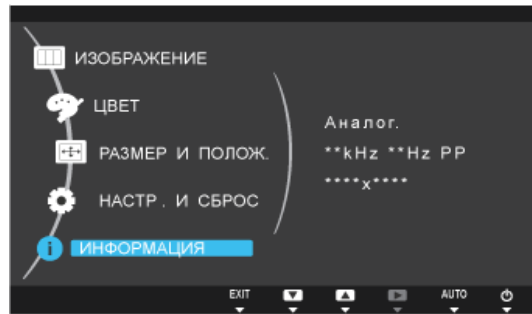 ИЗОБРАЖЕНИЕ
ЦВЕТ
РАЗМЕР И ПОЛОЖ.
НАСТР. И СБРОС
ИНФОРМАЦИЯ
Аналог.
**kHz **Hz PP
****x****
EXIT
AUTO